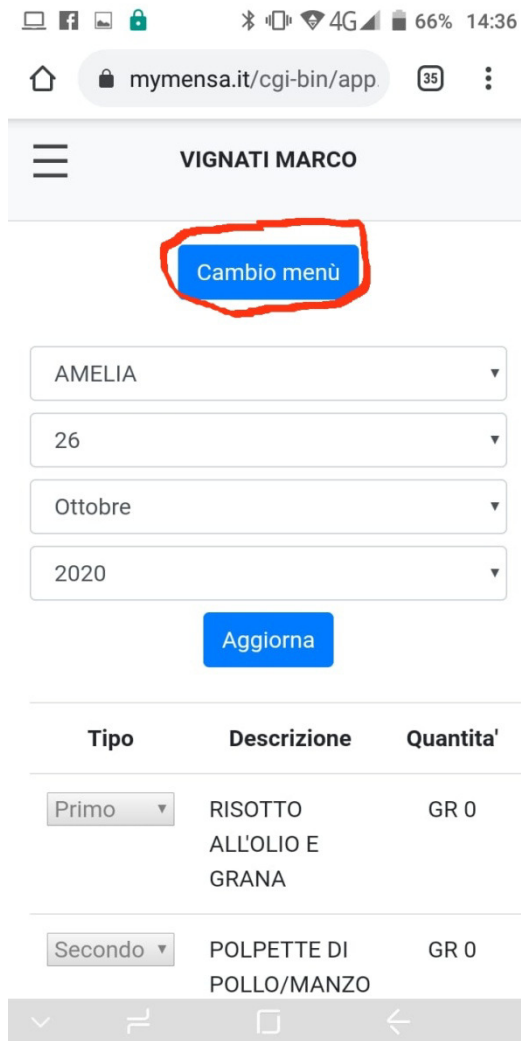 4G 66% 14:36
mymensa.it/cgi-bin/app. 35
VIGNATI MARCO
Cambio menù
AMELIA
26
Ottobre
2020
Aggiorna
Tipo Descrizione Quantita'
Primo RISOTTO GR 0
ALL'OLIO E
GRANA
Secondo POLPETTE DI GR 0
POLLO/MANZO